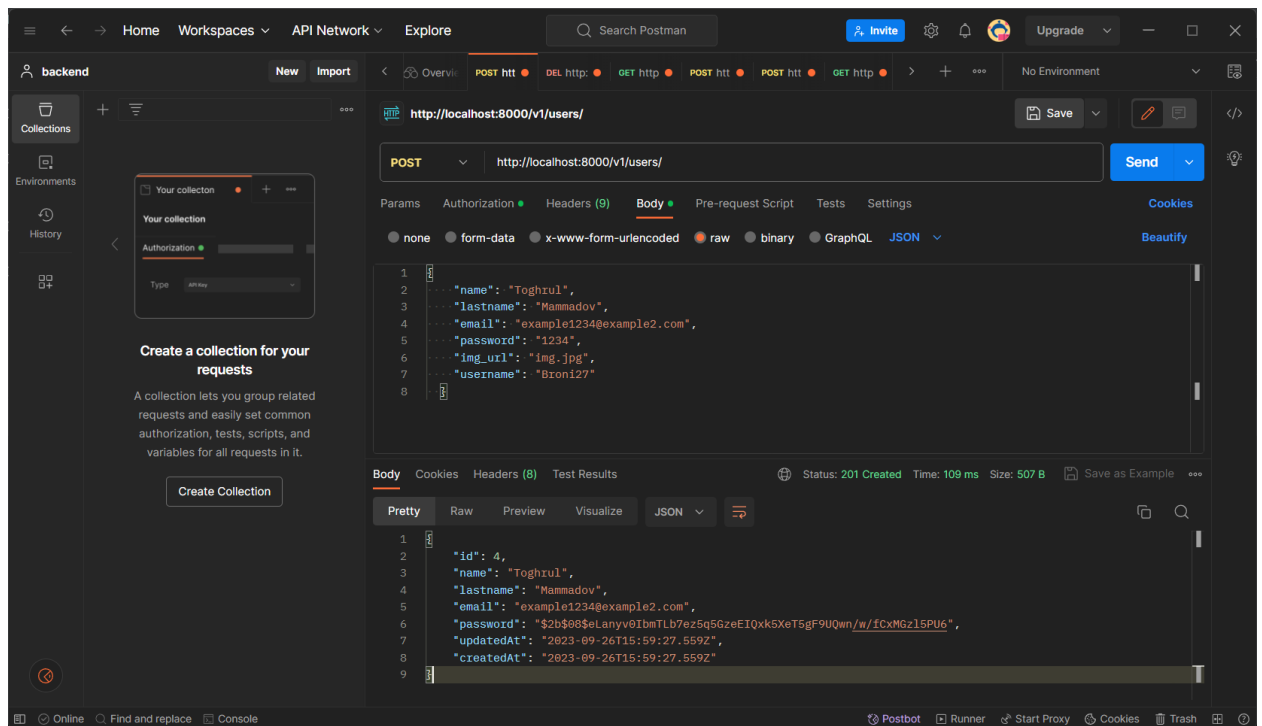 Home Workspaces API Network Explore Search Postman Invite Upgrade
backend New Import Overvie POST htt DEL http: GET http POST htt POST htt GET http No Environment
Collections
Environments
History
Your collecton
Your collection
Authorization
Type API Key
Create a collection for your
requests
A collection lets you group related
requests and easily set common
authorization, tests, scripts, and
variables for all requests in it.
Create Collection
HTTP http://localhost:8000/v1/users/ Save
POST http://localhost:8000/v1/users/ Send
Params Authorization Headers (9) Body Pre-request Script Tests Settings Cookies
none form-data x-www-form-urlencoded raw binary GraphQL JSON Beautify
1 {
2 "name": "Toghrul",
3 "lastname": "Mammadov",
4 "email": "example1234@example2.com",
5 "password": "1234",
6 "img_url": "img.jpg",
7 "username": "Broni27"
8 }
Body Cookies Headers (8) Test Results Status: 201 Created Time: 109 ms Size: 507 B Save as Example
Pretty Raw Preview Visualize JSON
1 {
2 "id": 4,
3 "name": "Toghrul",
4 "lastname": "Mammadov",
5 "email": "example1234@example2.com",
6 "password": "$2b$08$eLanyv0IbmTLb7ez5q5GzeEIQxk5XeT5gF9UQwn/w/fCxMGzl5PU6",
7 "updatedAt": "2023-09-26T15:59:27.559Z",
8 "createdAt": "2023-09-26T15:59:27.559Z"
9 }
Online Find and replace Console Postbot Runner Start Proxy Cookies Trash